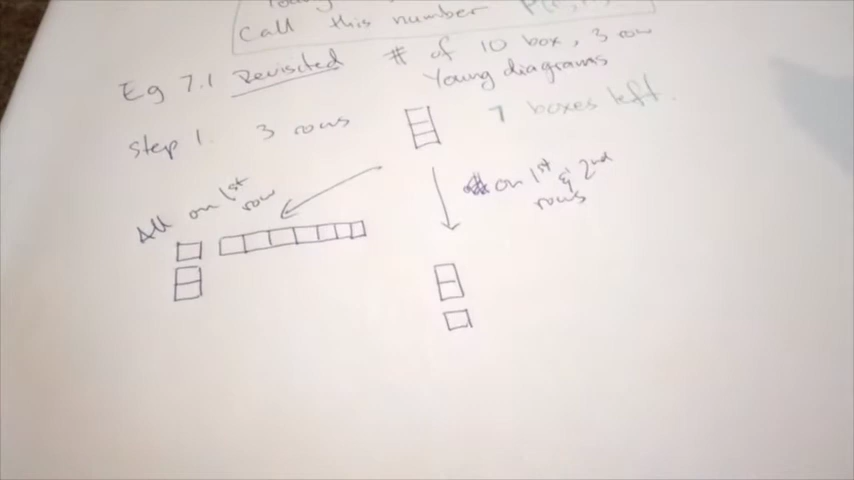 Call this number
Eg 7.1 Revisited # of 10 box, 3 row
Young diagrams
Step 1. 3 rows 7 boxes left.
All on 1st row
on 1st & 2nd rows